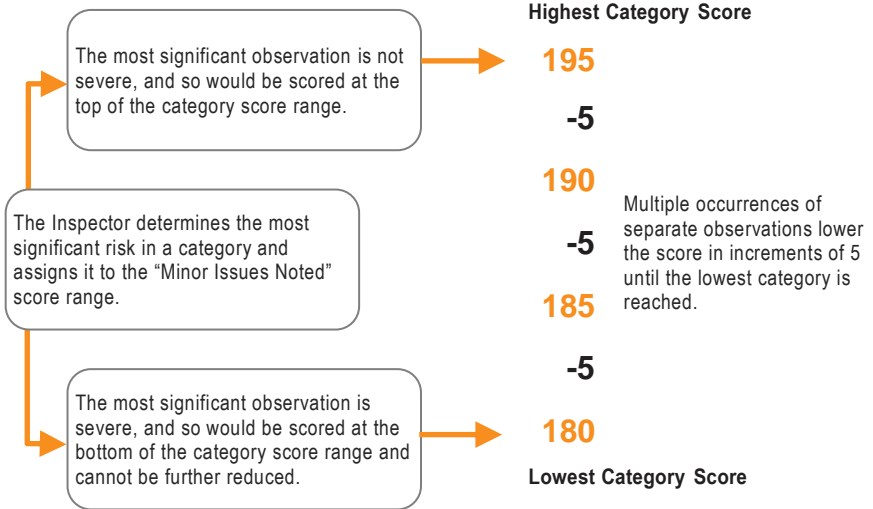 Highest Category Score
The most significant observation is not
severe, and so would be scored at the
top of the category score range.
195
-5
190
The Inspector determines the most
significant risk in a category and
assigns it to the “Minor Issues Noted”
score range.
Multiple occurrences of
separate observations lower
the score in increments of 5
until the lowest category is
reached.
-5
185
-5
The most significant observation is
severe, and so would be scored at the
bottom of the category score range and
cannot be further reduced.
180
Lowest Category Score